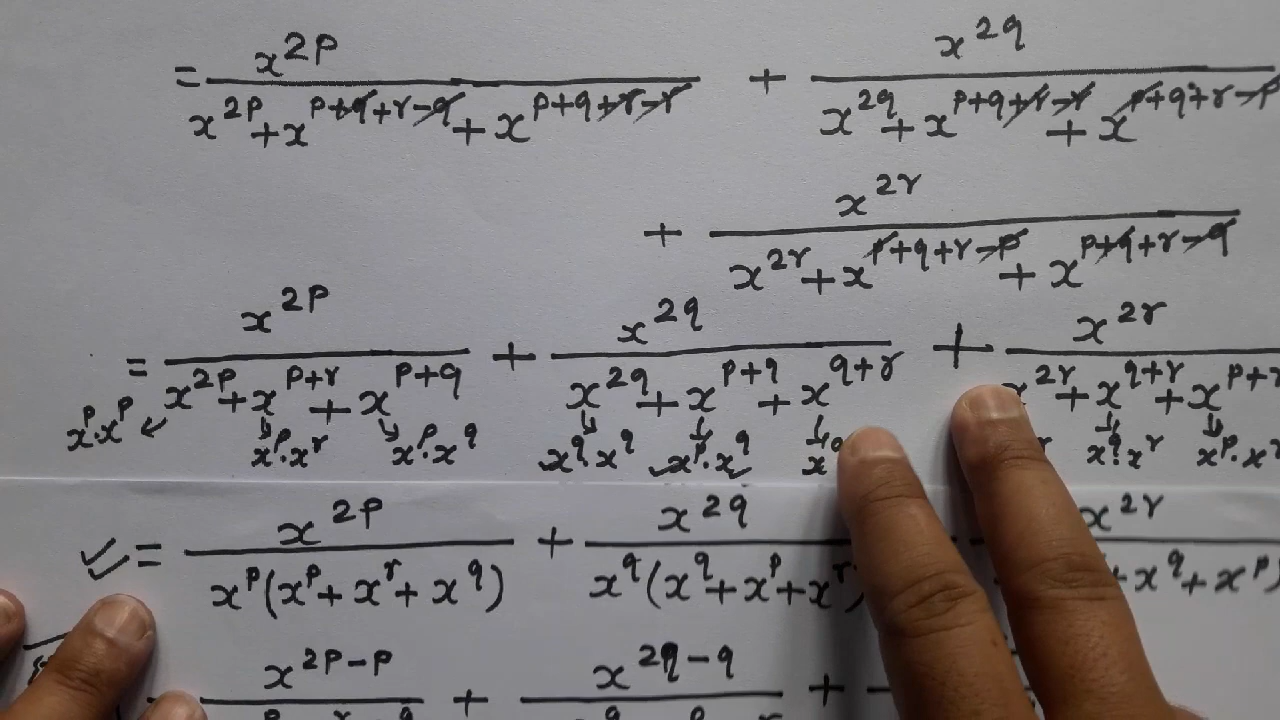 = x^{2p} / (x^{2p} + x^{p+q+r-q} + x^{p+q+r-r}) + x^{2q} / (x^{2q} + x^{p+q+r-r} + x^{p+q+r-p})
+ x^{2r} / (x^{2r} + x^{p+q+r-p} + x^{p+q+r-q})
= x^{2p} / (x^{2p} + x^{p+r} + x^{p+q}) + x^{2q} / (x^{2q} + x^{p+q} + x^{q+r}) + x^{2r} / (x^{2r} + x^{q+r} + x^{p+r})
x^p.x^p ↙ ↓ x^p.x^r ↘ x^p.x^q ↓ x^q.x^q ↓ x^p.x^q ↓ x ↓ x^q.x^r ↓ x^p.x^r
✓✓ = x^{2p} / x^p(x^p + x^r + x^q) + x^{2q} / x^q(x^q + x^p + x^r) x^{2r} / + x^q + x^p)
x^{2p-p} + x^{2q-q} +